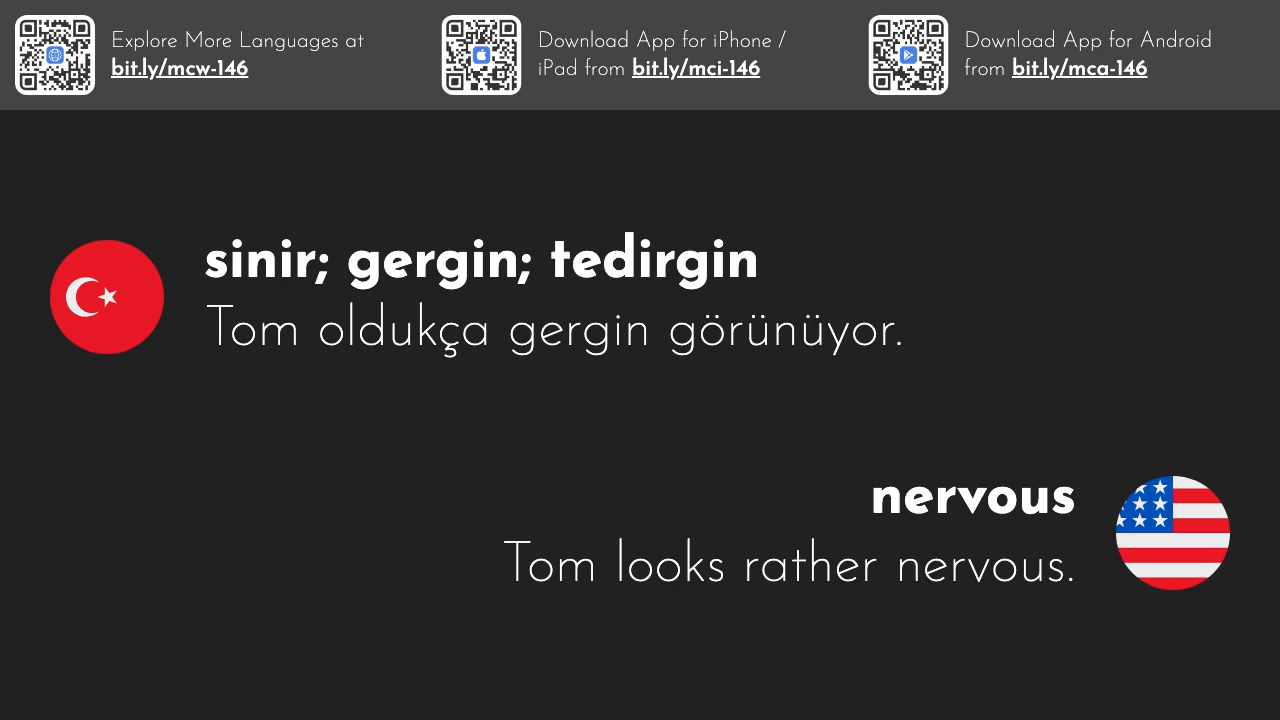 Explore More Languages at
bit.ly/mcw-146
Download App for iPhone /
iPad from bit.ly/mci-146
Download App for Android
from bit.ly/mca-146
sinir; gergin; tedirgin
Tom oldukça gergin görünüyor.
nervous
Tom looks rather nervous.